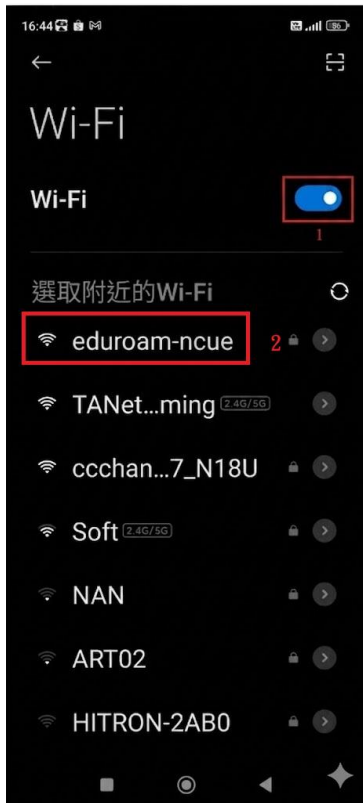 16:44 86
Wi-Fi
Wi-Fi
1
選取附近的Wi-Fi
eduroam-ncue 2
TANet...ming 2.4G/5G
ccchan...7_N18U
Soft 2.4G/5G
NAN
ART02
HITRON-2AB0